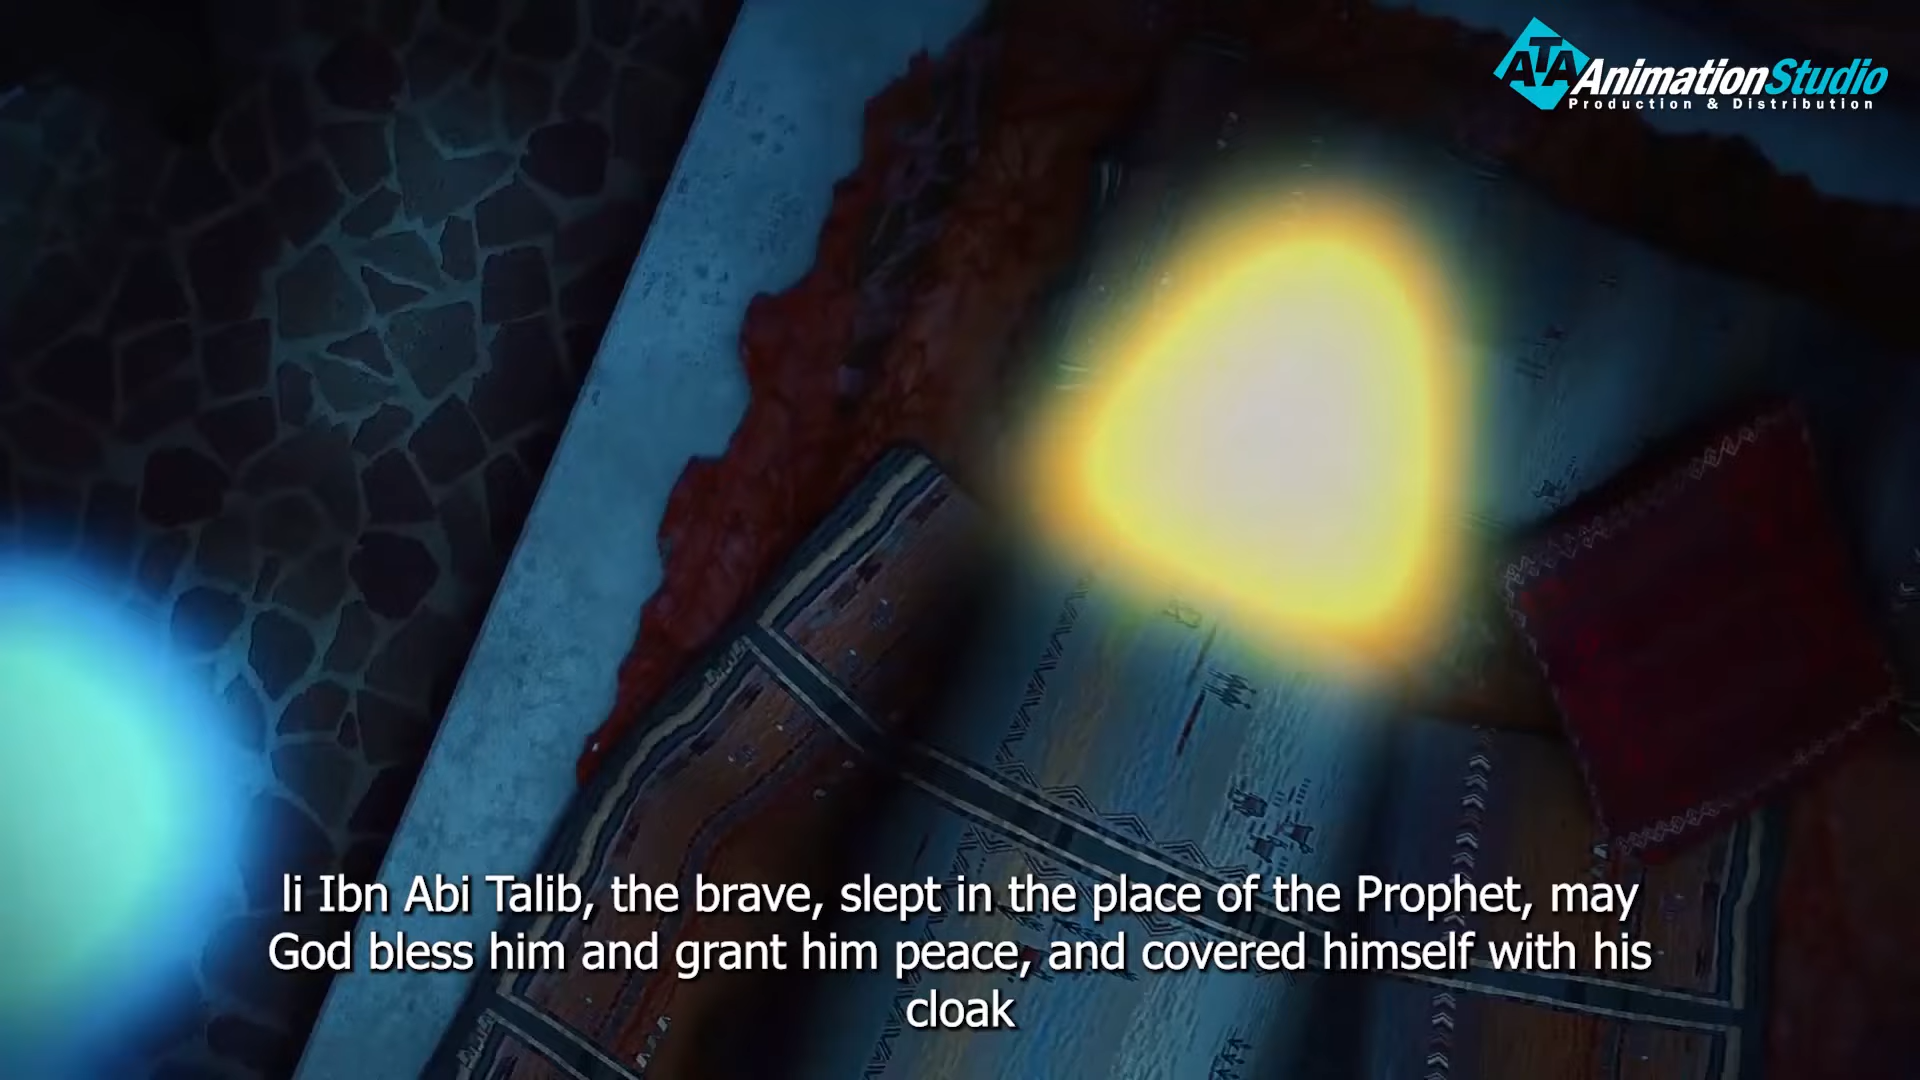 ATA AnimationStudio
Production & Distribution
li Ibn Abi Talib, the brave, slept in the place of the Prophet, may
God bless him and grant him peace, and covered himself with his
cloak